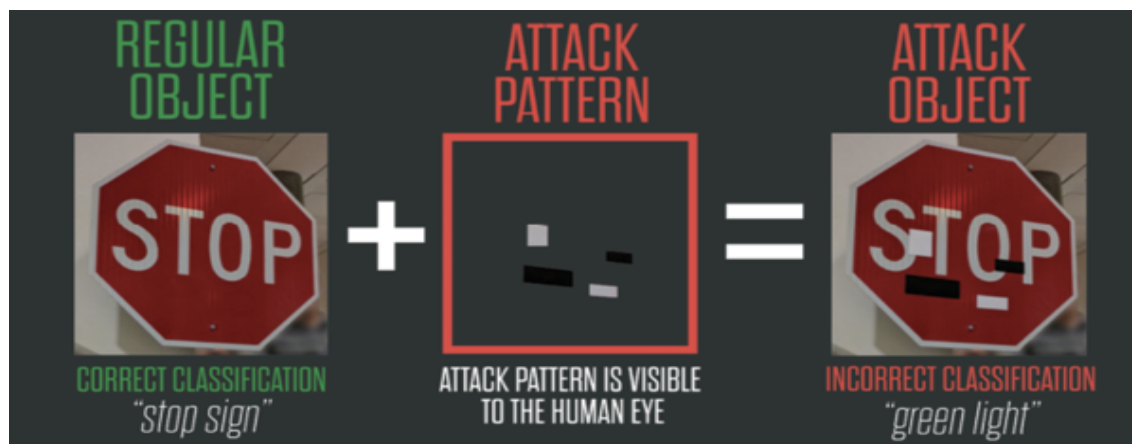 REGULAR
OBJECT
STOP
CORRECT CLASSIFICATION
"stop sign"
ATTACK
PATTERN
ATTACK PATTERN IS VISIBLE
TO THE HUMAN EYE
ATTACK
OBJECT
STOP
INCORRECT CLASSIFICATION
"green light"